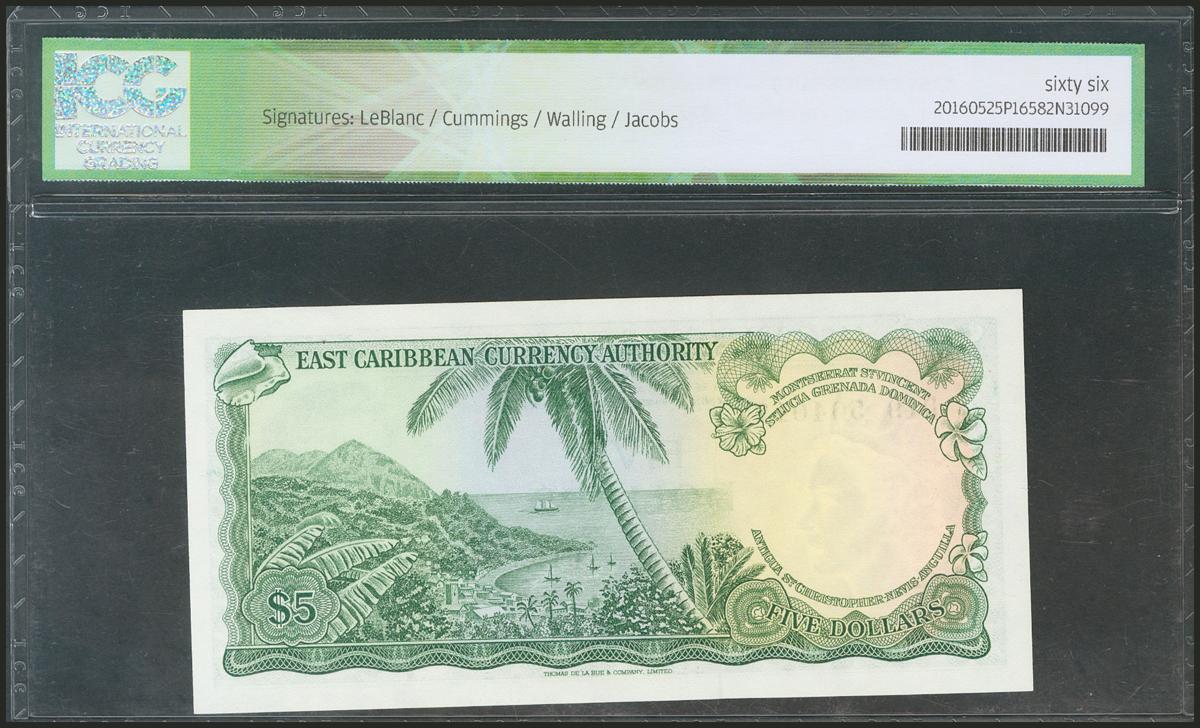 ICG
INTERNATIONAL
CURRENCY
GRADING
Signatures: LeBlanc / Cummings / Walling / Jacobs
sixty six
20160525P16582N31099
EAST CARIBBEAN CURRENCY AUTHORITY
MONTSERRAT ST VINCENT
ST LUCIA GRENADA DOMINICA
ANTIGUA ST CHRISTOPHER-NEVIS-ANGUILLA
$5
FIVE DOLLARS
THOMAS DE LA RUE & COMPANY, LIMITED